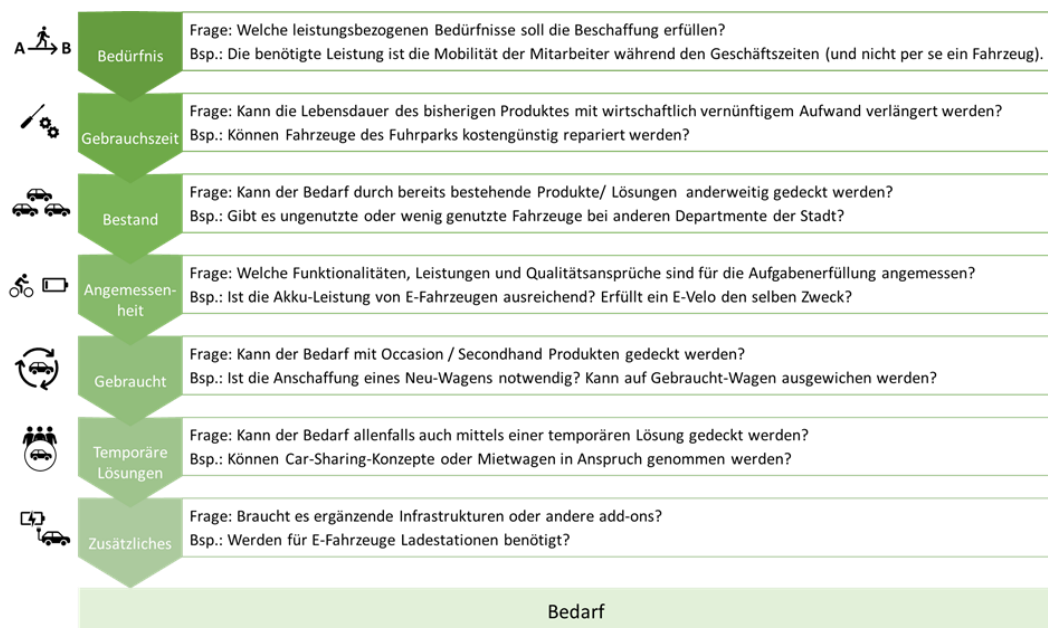 A B
Bedürfnis
Frage: Welche leistungsbezogenen Bedürfnisse soll die Beschaffung erfüllen?
Bsp.: Die benötigte Leistung ist die Mobilität der Mitarbeiter während den Geschäftszeiten (und nicht per se ein Fahrzeug).
Gebrauchszeit
Frage: Kann die Lebensdauer des bisherigen Produktes mit wirtschaftlich vernünftigem Aufwand verlängert werden?
Bsp.: Können Fahrzeuge des Fuhrparks kostengünstig repariert werden?
Bestand
Frage: Kann der Bedarf durch bereits bestehende Produkte/ Lösungen anderweitig gedeckt werden?
Bsp.: Gibt es ungenutzte oder wenig genutzte Fahrzeuge bei anderen Departmente der Stadt?
Angemessen-
heit
Frage: Welche Funktionalitäten, Leistungen und Qualitätsansprüche sind für die Aufgabenerfüllung angemessen?
Bsp.: Ist die Akku-Leistung von E-Fahrzeugen ausreichend? Erfüllt ein E-Velo den selben Zweck?
Gebraucht
Frage: Kann der Bedarf mit Occasion / Secondhand Produkten gedeckt werden?
Bsp.: Ist die Anschaffung eines Neu-Wagens notwendig? Kann auf Gebraucht-Wagen ausgewichen werden?
Temporäre
Lösungen
Frage: Kann der Bedarf allenfalls auch mittels einer temporären Lösung gedeckt werden?
Bsp.: Können Car-Sharing-Konzepte oder Mietwagen in Anspruch genommen werden?
Zusätzliches
Frage: Braucht es ergänzende Infrastrukturen oder andere add-ons?
Bsp.: Werden für E-Fahrzeuge Ladestationen benötigt?
Bedarf